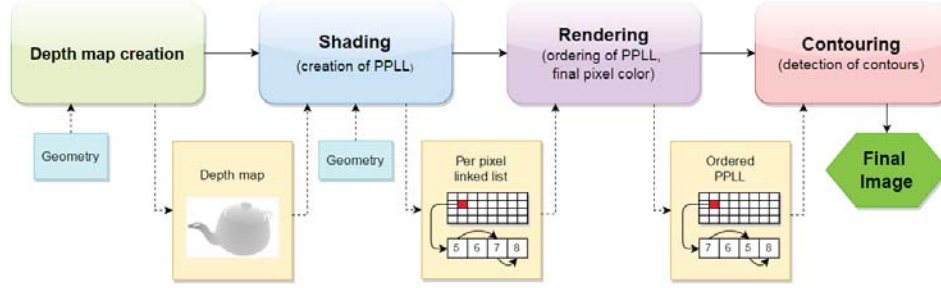 Depth map creation
Shading
(creation of PPLL)
Rendering
(ordering of PPLL,
final pixel color)
Contouring
(detection of contours)
Geometry
Depth map
Geometry
Per pixel
linked list
5 6 7 8
Ordered
PPLL
7 6 5 8
Final
Image